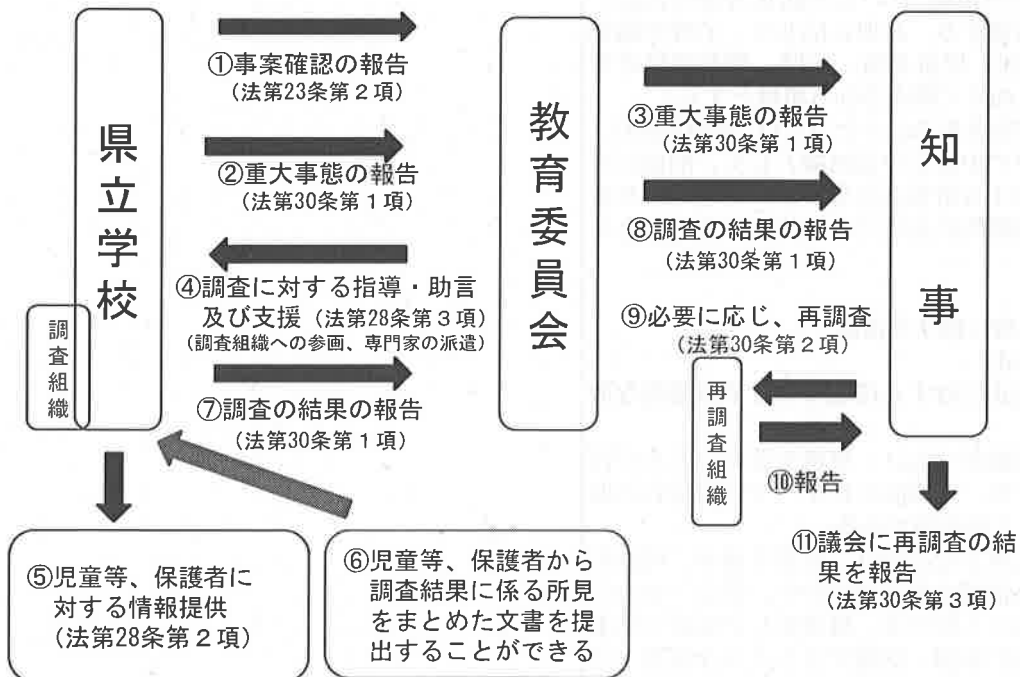 県立学校
調査組織
①事案確認の報告
(法第23条第２項)
②重大事態の報告
(法第30条第１項)
④調査に対する指導・助言
及び支援 (法第28条第３項)
(調査組織への参画、専門家の派遣)
⑦調査の結果の報告
(法第30条第１項)
教育委員会
③重大事態の報告
(法第30条第１項)
⑧調査の結果の報告
(法第30条第１項)
⑨必要に応じ、再調査
(法第30条第２項)
再調査組織
⑩報告
知事
⑤児童等、保護者に
対する情報提供
(法第28条第２項)
⑥児童等、保護者から
調査結果に係る所見
をまとめた文書を提
出することができる
⑪議会に再調査の結
果を報告
(法第30条第３項)